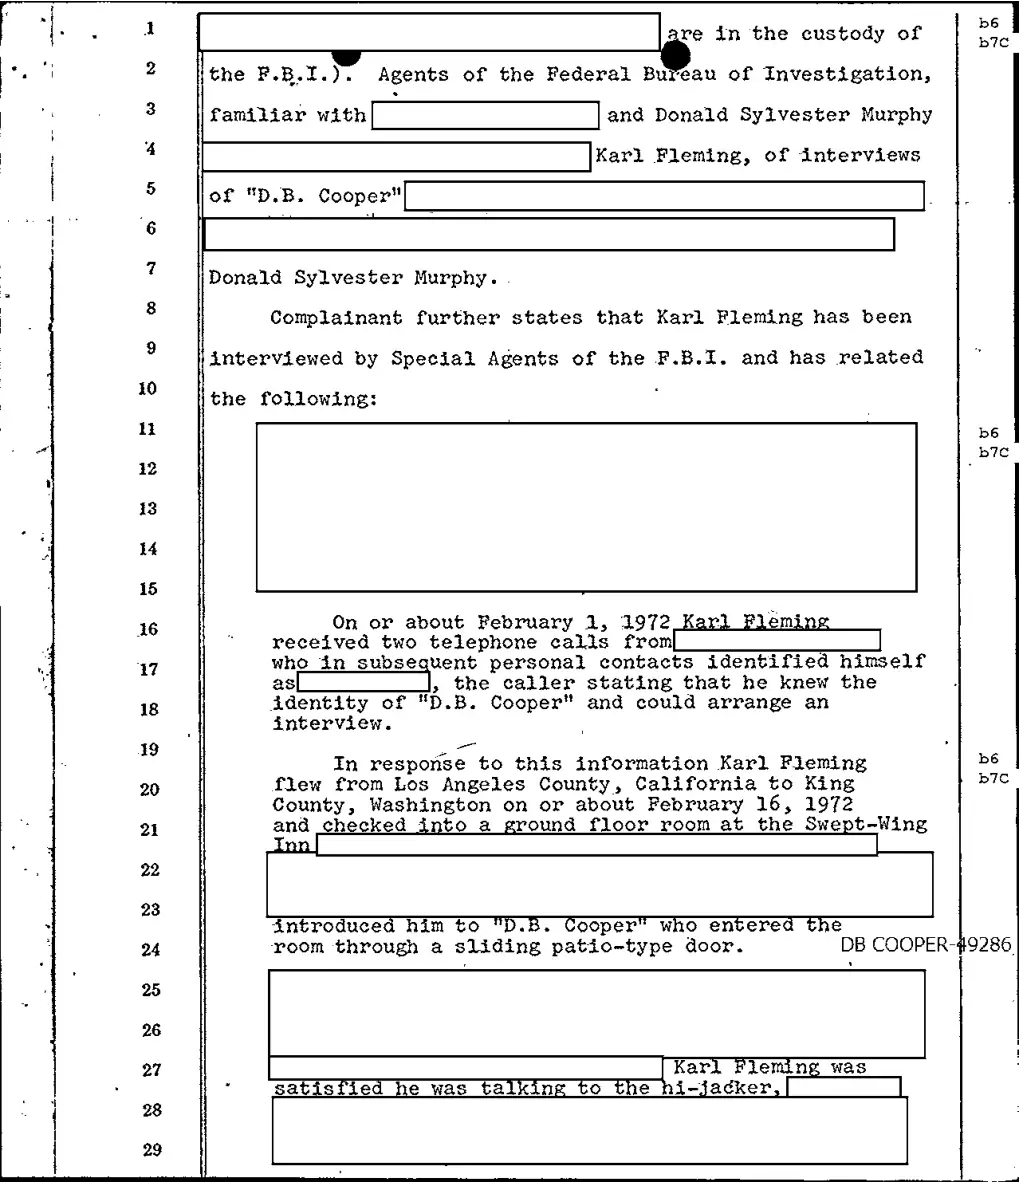 1 are in the custody of b6
b7C
2 the F.B.I.). Agents of the Federal Bureau of Investigation,
3 familiar with and Donald Sylvester Murphy
4 Karl Fleming, of interviews
5 of "D.B. Cooper"
6
7 Donald Sylvester Murphy.
8 Complainant further states that Karl Fleming has been
9 interviewed by Special Agents of the F.B.I. and has related
10 the following:
11 b6
b7C
12
13
14
15
16 On or about February 1, 1972 Karl Fleming
received two telephone calls from
17 who in subsequent personal contacts identified himself
as , the caller stating that he knew the
18 identity of "D.B. Cooper" and could arrange an
interview.
19 In response to this information Karl Fleming b6
20 flew from Los Angeles County, California to King b7C
County, Washington on or about February 16, 1972
21 and checked into a ground floor room at the Swept-Wing
Inn
22
23 introduced him to "D.B. Cooper" who entered the
24 room through a sliding patio-type door. DB COOPER-49286
25
26
27 Karl Fleming was
satisfied he was talking to the hi-jacker,
28
29